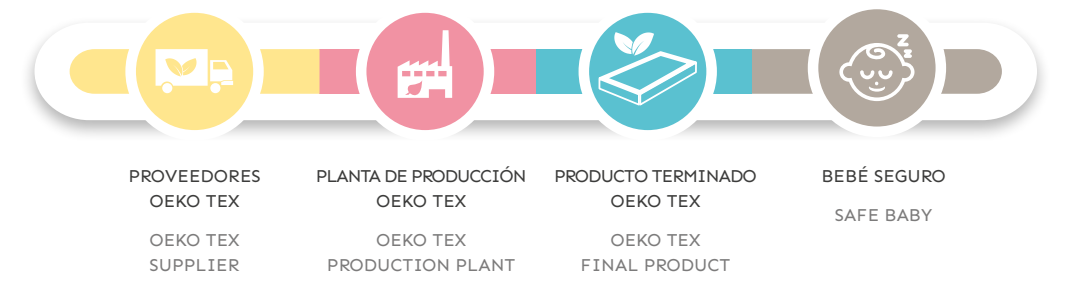 Z
Z
Z
PROVEEDORES
OEKO TEX
OEKO TEX
SUPPLIER
PLANTA DE PRODUCCIÓN
OEKO TEX
OEKO TEX
PRODUCTION PLANT
PRODUCTO TERMINADO
OEKO TEX
OEKO TEX
FINAL PRODUCT
BEBÉ SEGURO
SAFE BABY